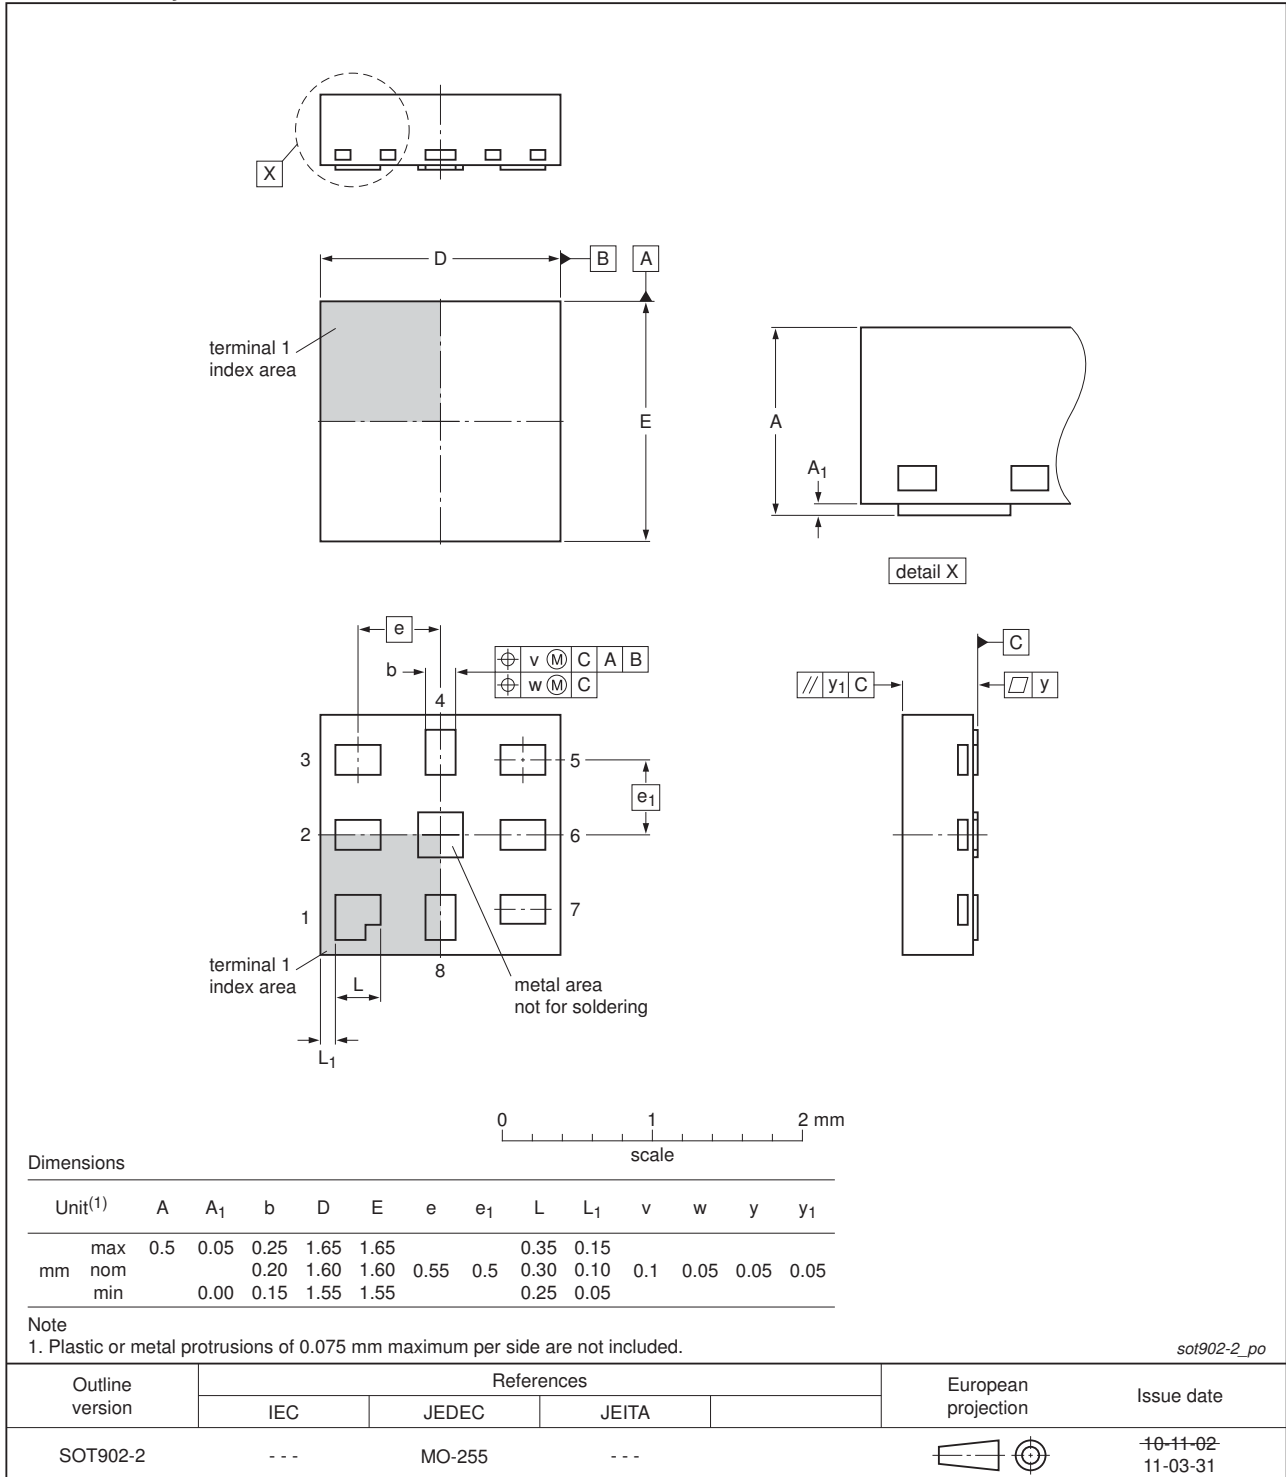 X
D
B
A
terminal 1
index area
E
A
A1
detail X
e
b
v M C A B
w M C
4
3
5
e1
2
6
1
7
terminal 1
index area
8
L
metal area
not for soldering
L1
C
// y1 C
y
0 1 2 mm
scale
Dimensions
Unit(1) A A1 b D E e e1 L L1 v w y y1
max 0.5 0.05 0.25 1.65 1.65 0.35 0.15
mm nom 0.20 1.60 1.60 0.55 0.5 0.30 0.10 0.1 0.05 0.05 0.05
min 0.00 0.15 1.55 1.55 0.25 0.05
Note
1. Plastic or metal protrusions of 0.075 mm maximum per side are not included.
sot902-2_po
Outline
version
References
IEC JEDEC JEITA
European
projection
Issue date
SOT902-2 - - - MO-255 - - -
10-11-02
11-03-31